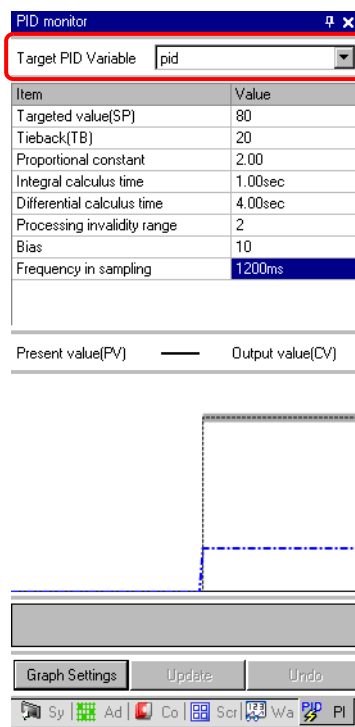 PID monitor
Target PID Variable pid
Item Value
Targeted value(SP) 80
Tieback(TB) 20
Proportional constant 2.00
Integral calculus time 1.00sec
Differential calculus time 4.00sec
Processing invalidity range 2
Bias 10
Frequency in sampling 1200ms
Present value(PV) Output value(CV)
Graph Settings Update Undo
Sy Ad Co Scr 123 Wa PID PI